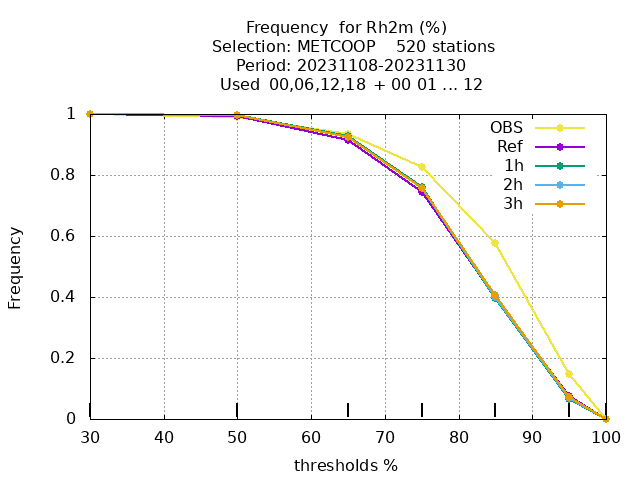 Frequency  for Rh2m (%)
Selection: METCOOP    520 stations
Period: 20231108-20231130
Used  00,06,12,18  + 00 01 ... 12
OBS
Ref
1h
2h
3h
1
0.8
0.6
0.4
0.2
0
Frequency
30 40 50 60 70 80 90 100
thresholds %